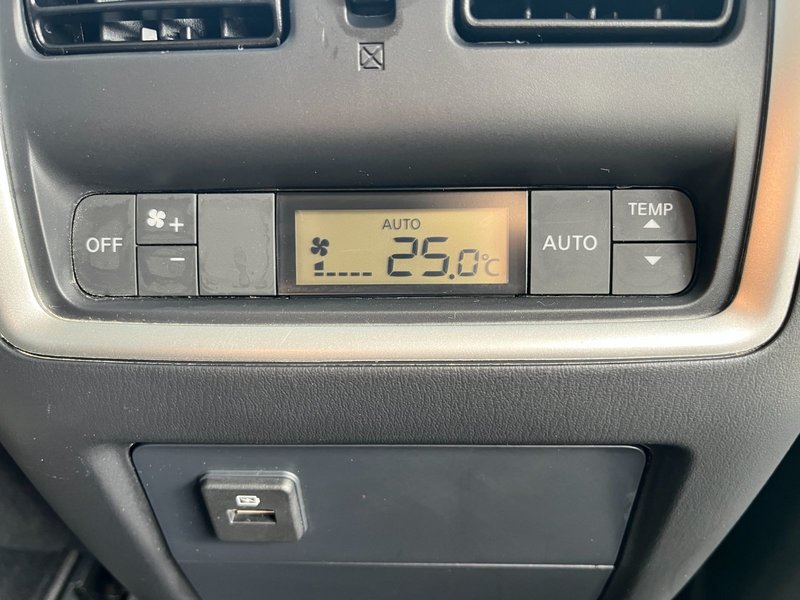 OFF
+
−
AUTO
25.0°C
AUTO
TEMP